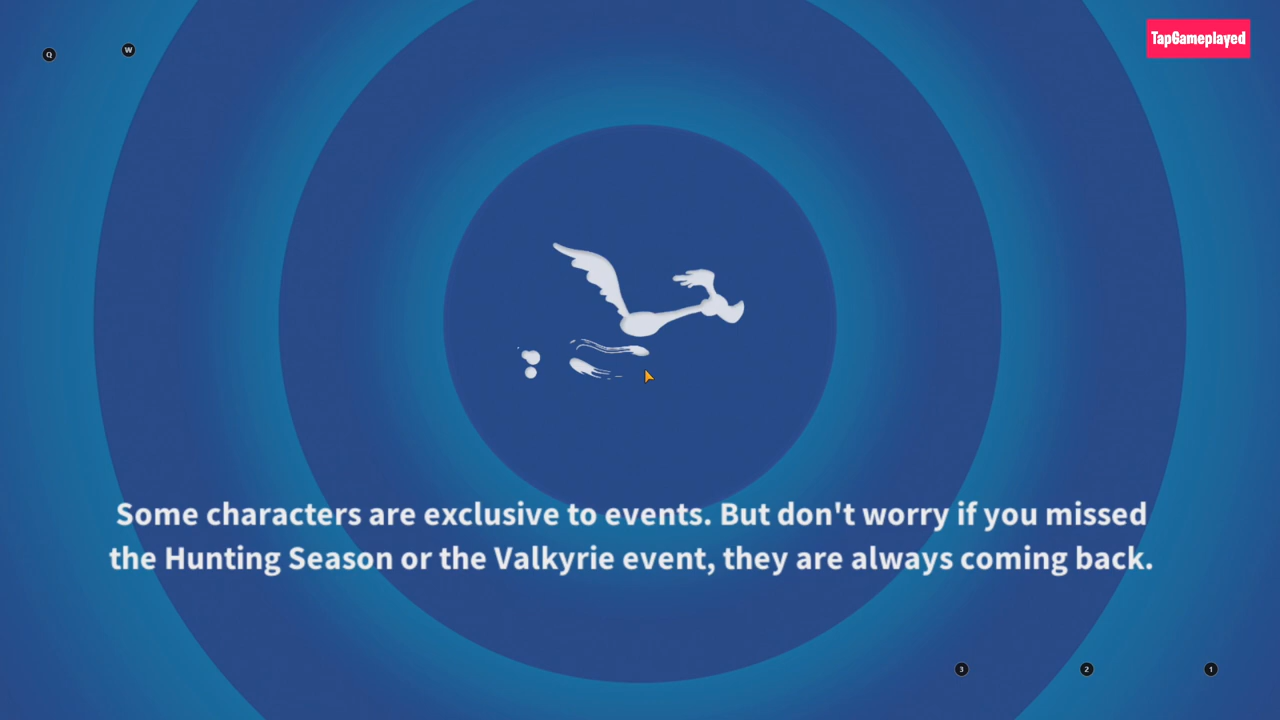 Q
W
TapGameplayed
Some characters are exclusive to events. But don't worry if you missed
the Hunting Season or the Valkyrie event, they are always coming back.
3
2
1